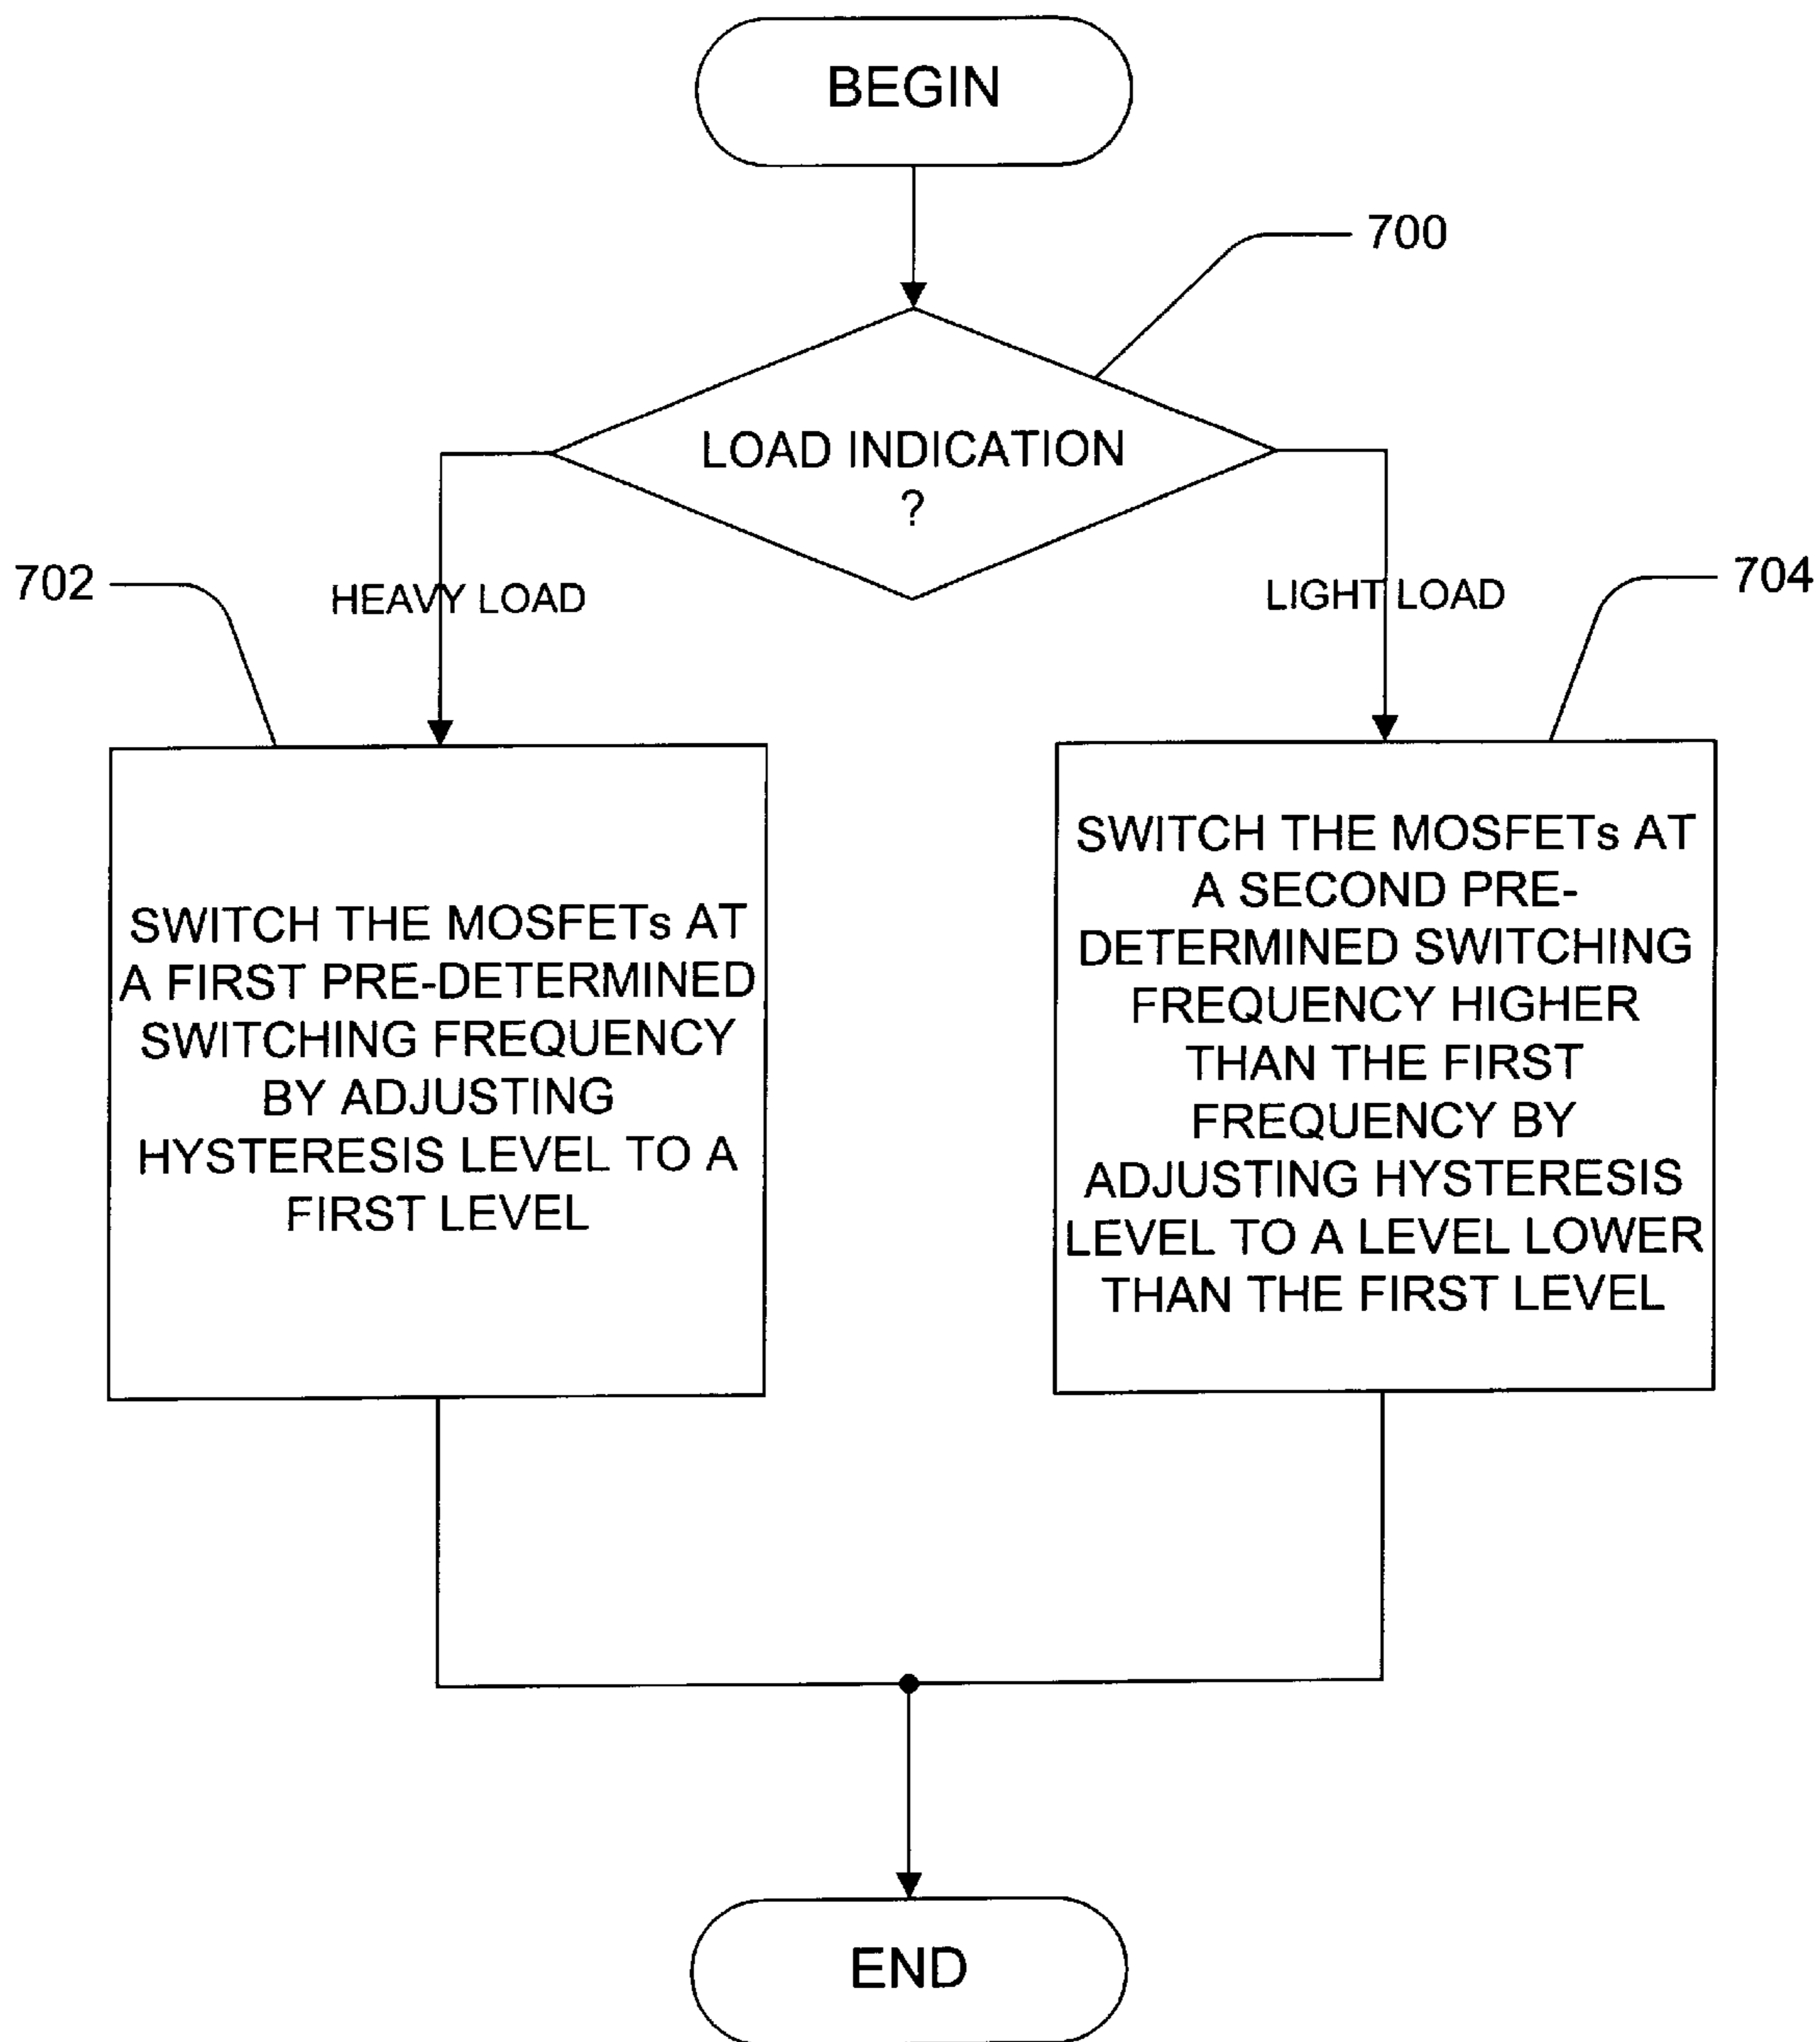 BEGIN
700
LOAD INDICATION
?
702
HEAVY LOAD
LIGHT LOAD
704
SWITCH THE MOSFETs AT
A FIRST PRE-DETERMINED
SWITCHING FREQUENCY
BY ADJUSTING
HYSTERESIS LEVEL TO A
FIRST LEVEL
SWITCH THE MOSFETs AT
A SECOND PRE-
DETERMINED SWITCHING
FREQUENCY HIGHER
THAN THE FIRST
FREQUENCY BY
ADJUSTING HYSTERESIS
LEVEL TO A LEVEL LOWER
THAN THE FIRST LEVEL
END